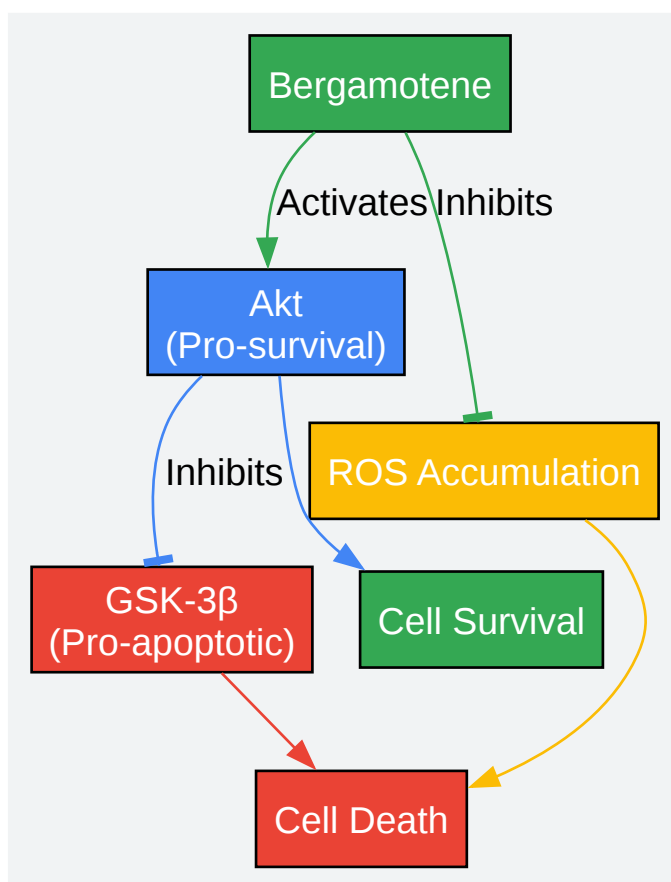 Bergamotene
Activates
Inhibits
Akt
(Pro-survival)
Inhibits
ROS Accumulation
GSK-3β
(Pro-apoptotic)
Cell Survival
Cell Death